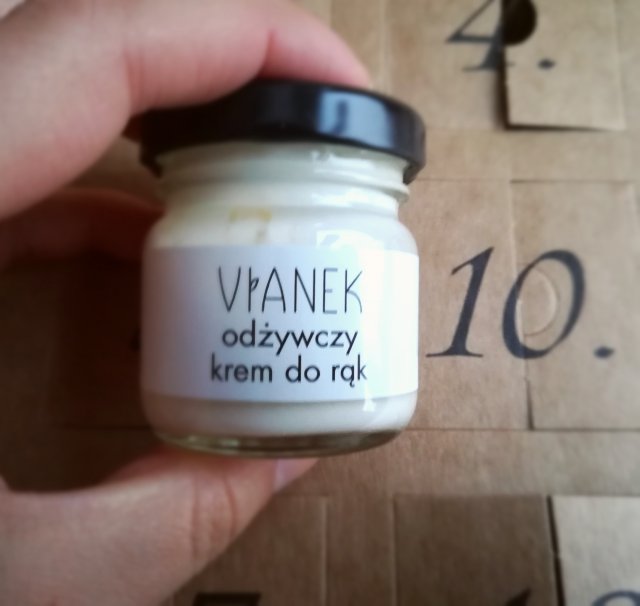 4.
VIANEK
odżywczy
krem do rąk
10.